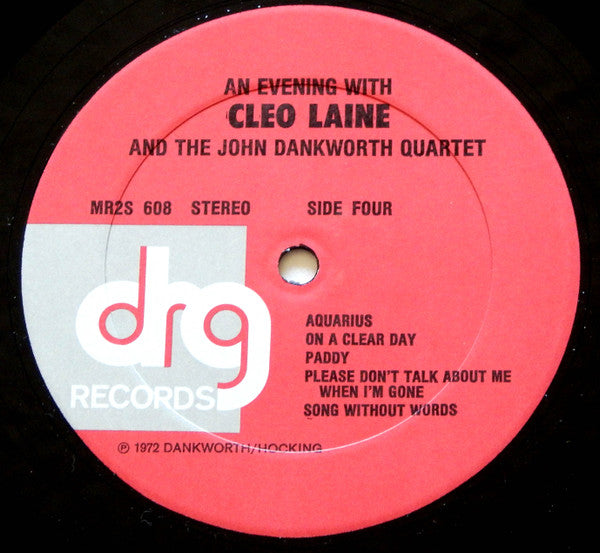 AN EVENING WITH
CLEO LAINE
AND THE JOHN DANKWORTH QUARTET
MR2S 608 STEREO SIDE FOUR
drg
RECORDS
AQUARIUS
ON A CLEAR DAY
PADDY
PLEASE DON'T TALK ABOUT ME
WHEN I'M GONE
SONG WITHOUT WORDS
℗ 1972 DANKWORTH/HOCKING